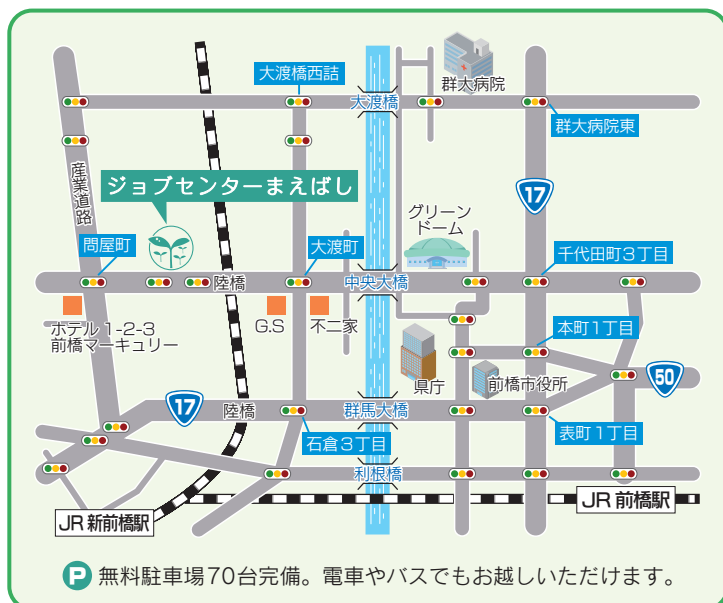 大渡橋西詰
群大病院
大渡橋
群大病院東
産業道路
ジョブセンターまえばし
17
グリーン
ドーム
問屋町
大渡町
千代田町3丁目
陸橋
中央大橋
ホテル1-2-3
前橋マーキュリー
G.S
不二家
本町1丁目
県庁
前橋市役所
50
17
陸橋
群馬大橋
石倉3丁目
表町1丁目
利根橋
JR 新前橋駅
JR 前橋駅
P 無料駐車場70台完備。電車やバスでもお越しいただけます。